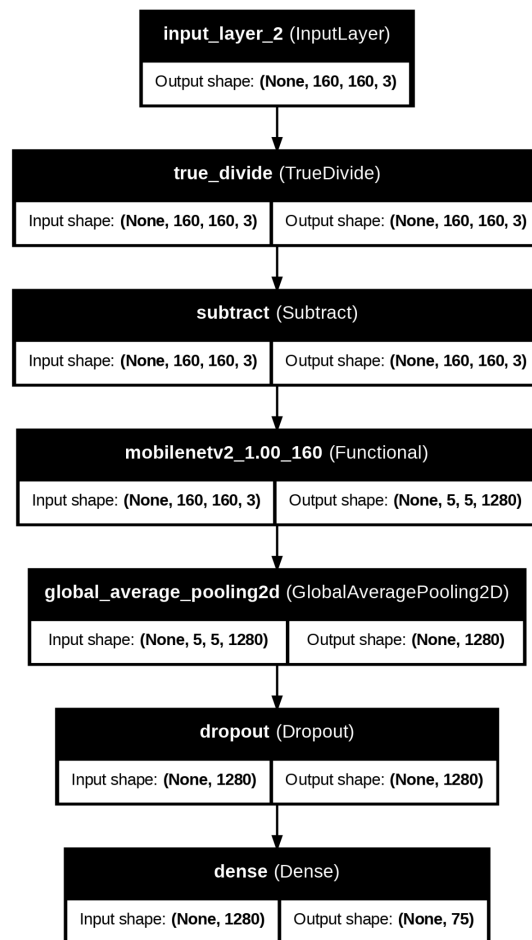 input_layer_2 (InputLayer)
Output shape: (None, 160, 160, 3)
true_divide (TrueDivide)
Input shape: (None, 160, 160, 3) Output shape: (None, 160, 160, 3)
subtract (Subtract)
Input shape: (None, 160, 160, 3) Output shape: (None, 160, 160, 3)
mobilenetv2_1.00_160 (Functional)
Input shape: (None, 160, 160, 3) Output shape: (None, 5, 5, 1280)
global_average_pooling2d (GlobalAveragePooling2D)
Input shape: (None, 5, 5, 1280) Output shape: (None, 1280)
dropout (Dropout)
Input shape: (None, 1280) Output shape: (None, 1280)
dense (Dense)
Input shape: (None, 1280) Output shape: (None, 75)